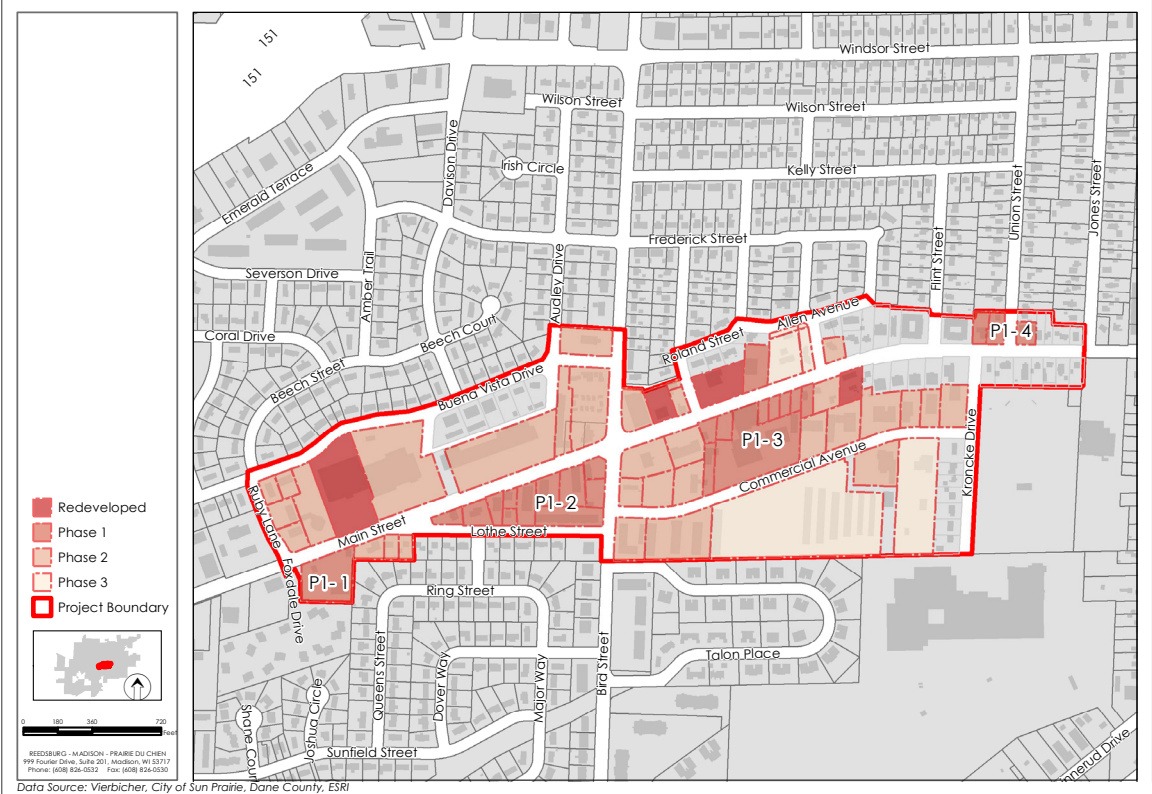 151
151
Windsor Street
Wilson Street
Wilson Street
Irish Circle
Kelly Street
Davison Drive
Emerald Terrace
Union Street
Jones Street
Frederick Street
Flint Street
Audley Drive
Severson Drive
Amber Trail
Coral Drive
Beech Court
Beech Street
Buena Vista Drive
Roland Street
Allen Avenue
P1-4
P1-3
Commercial Avenue
Kroncke Drive
P1-2
Ruby Lane
Main Street
Lothe Street
Foxdale Drive
P1-1
Ring Street
Queens Street
Dover Way
Major Way
Bird Street
Talon Place
Joshua Circle
Sunfield Street
Redeveloped
Phase 1
Phase 2
Phase 3
Project Boundary
0 180 360 720
Feet
REEDSBURG - MADISON - PRAIRIE DU CHIEN
999 Fourier Drive, Suite 201, Madison, WI 53717
Phone: (608) 826-0532 Fax: (608) 826-0530
Data Source: Vierbicher, City of Sun Prairie, Dane County, ESRI